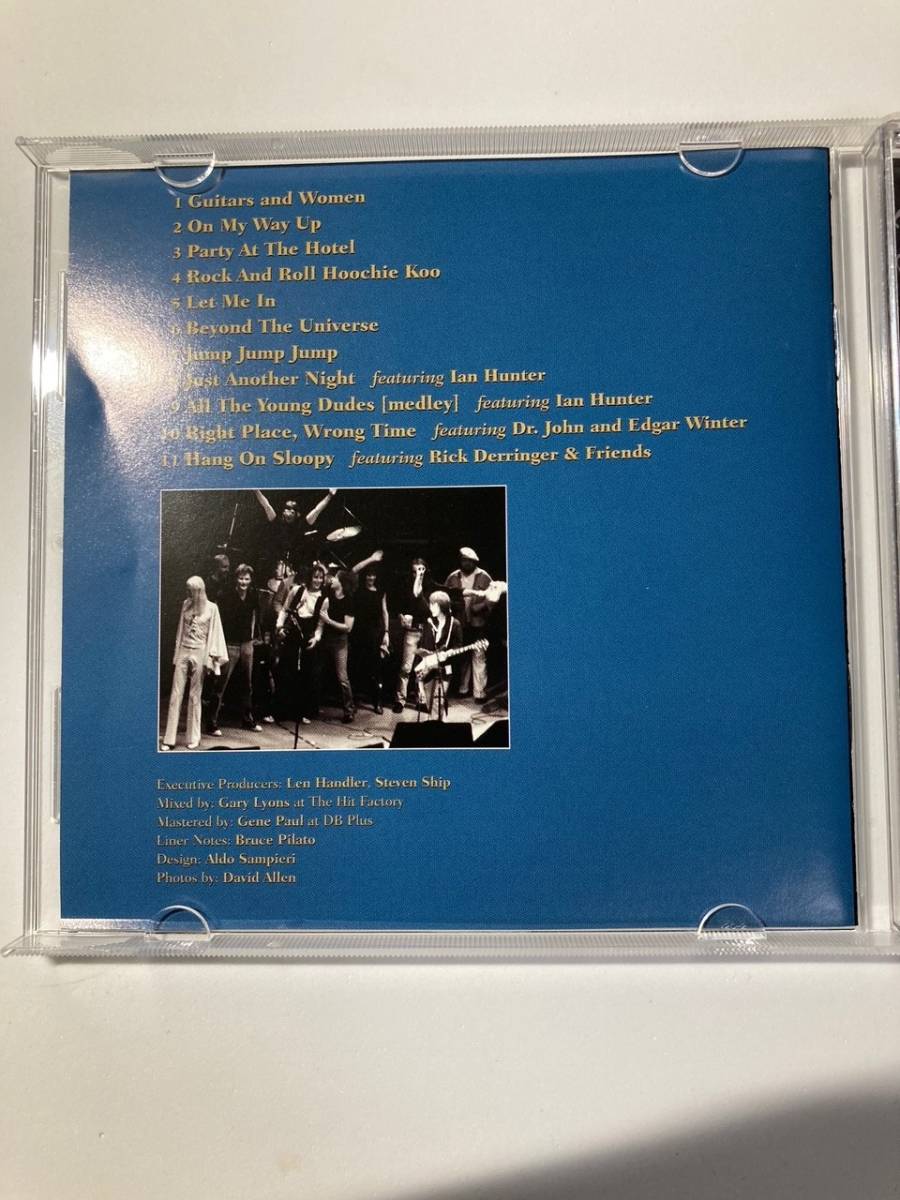 1 Guitars and Women
2 On My Way Up
3 Party At The Hotel
4 Rock And Roll Hoochie Koo
5 Let Me In
6 Beyond The Universe
Jump Jump Jump
Just Another Night featuring Ian Hunter
9 All The Young Dudes [medley] featuring Ian Hunter
10 Right Place, Wrong Time featuring Dr. John and Edgar Winter
11 Hang On Sloopy featuring Rick Derringer & Friends
Executive Producers: Len Handler, Steven Ship
Mixed by: Gary Lyons at The Hit Factory
Mastered by: Gene Paul at DB Plus
Liner Notes: Bruce Pilato
Design: Aldo Sampieri
Photos by: David Allen